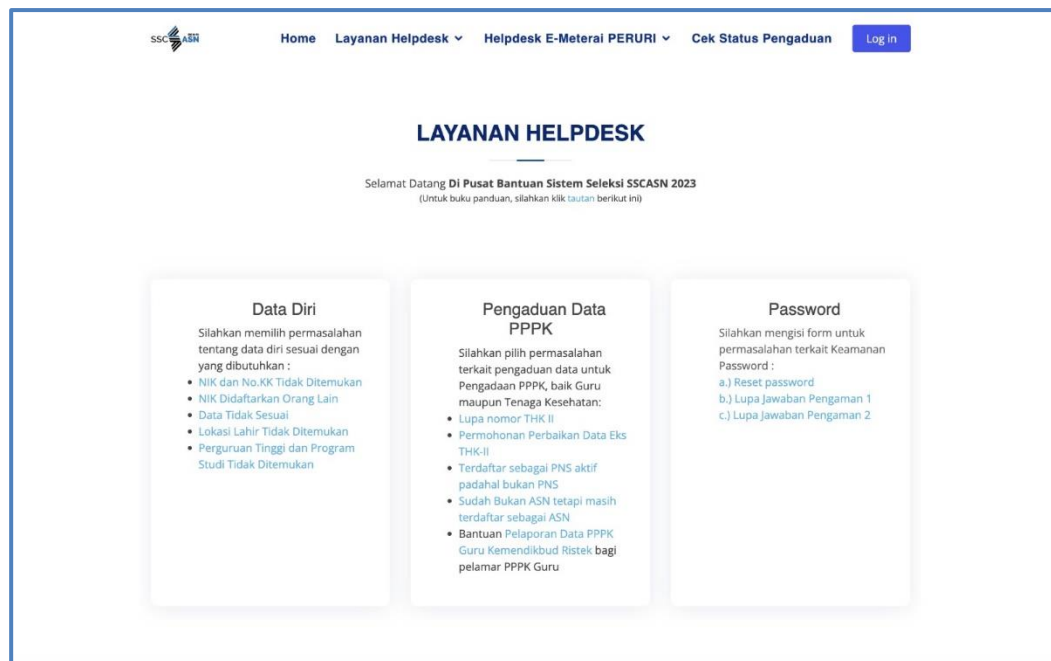 SSCASN
Home Layanan Helpdesk Helpdesk E-Meterai PERURI Cek Status Pengaduan Log in
LAYANAN HELPDESK
Selamat Datang Di Pusat Bantuan Sistem Seleksi SSCASN 2023
(Untuk buku panduan, silahkan klik tautan berikut ini)
Data Diri
Silahkan memilih permasalahan
tentang data diri sesuai dengan
yang dibutuhkan :
• NIK dan No.KK Tidak Ditemukan
• NIK Didaftarkan Orang Lain
• Data Tidak Sesuai
• Lokasi Lahir Tidak Ditemukan
• Perguruan Tinggi dan Program
Studi Tidak Ditemukan
Pengaduan Data
PPPK
Silahkan pilih permasalahan
terkait pengaduan data untuk
Pengadaan PPPK, baik Guru
maupun Tenaga Kesehatan:
• Lupa nomor THK II
• Permohonan Perbaikan Data Eks
THK-II
• Terdaftar sebagai PNS aktif
padahal bukan PNS
• Sudah Bukan ASN tetapi masih
terdaftar sebagai ASN
• Bantuan Pelaporan Data PPPK
Guru Kemendikbud Ristek bagi
pelamar PPPK Guru
Password
Silahkan mengisi form untuk
permasalahan terkait Keamanan
Password :
a.) Reset password
b.) Lupa Jawaban Pengaman 1
c.) Lupa Jawaban Pengaman 2